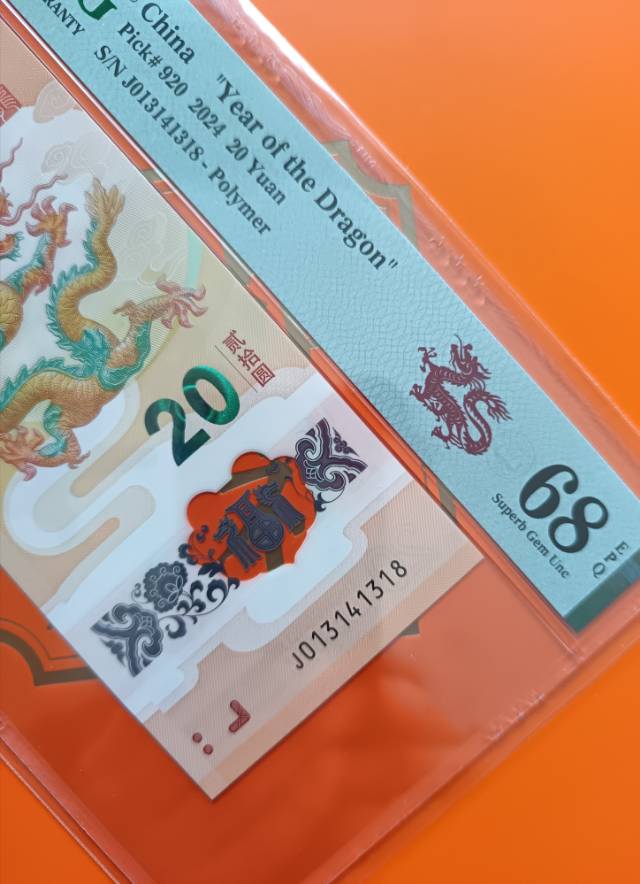 China
"Year of the Dragon"
Pick# 920 2024 20 Yuan
S/N J013141318 - Polymer
68
EPQ
Superb Gem Unc
贰拾圆
20
J013141318